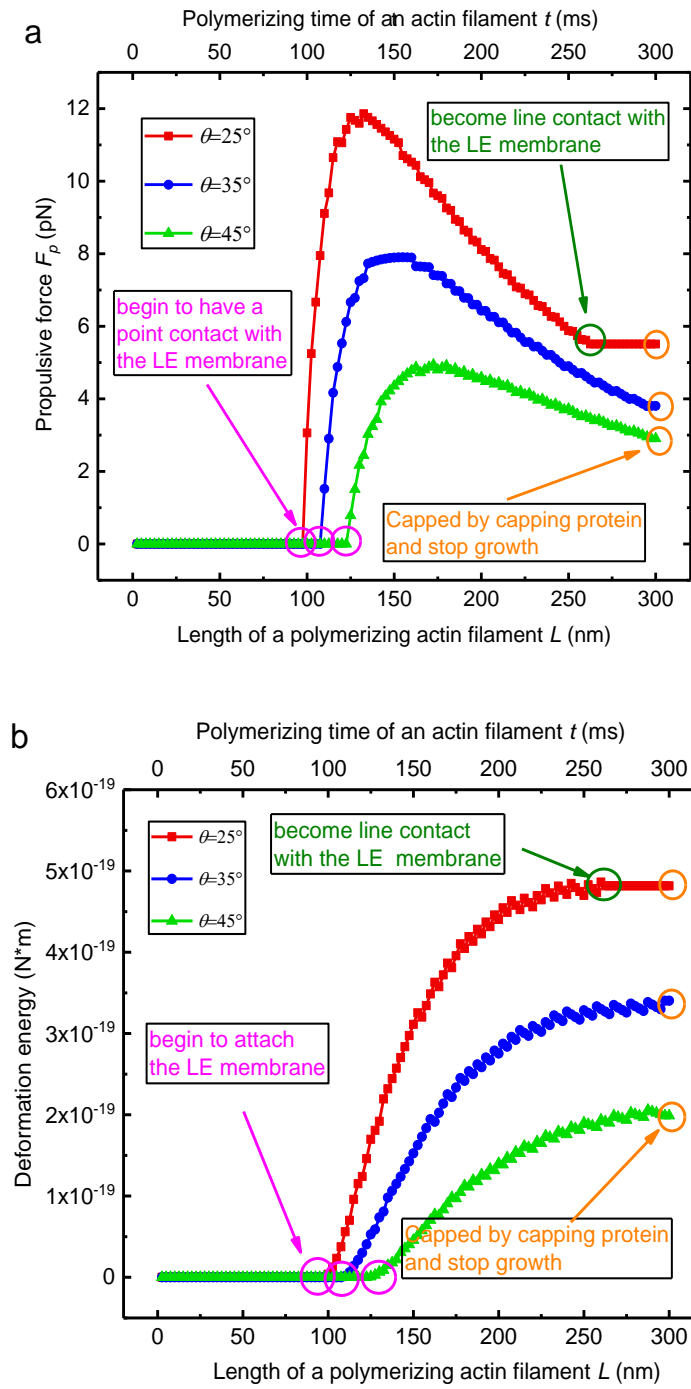 a
Polymerizing time of an actin filament t (ms)
0 50 100 150 200 250 300
12
10
8
6
4
2
0
Propulsive force Fp (pN)
θ=25°
θ=35°
θ=45°
become line contact with
the LE membrane
begin to have a
point contact with
the LE membrane
Capped by capping protein
and stop growth
0 50 100 150 200 250 300
Length of a polymerizing actin filament L (nm)
b
Polymerizing time of an actin filament t (ms)
0 50 100 150 200 250 300
6x10-19
5x10-19
4x10-19
3x10-19
2x10-19
1x10-19
0
Deformation energy (N*m)
θ=25°
θ=35°
θ=45°
become line contact
with the LE membrane
begin to attach
the LE membrane
Capped by capping protein
and stop growth
0 50 100 150 200 250 300
Length of a polymerizing actin filament L (nm)